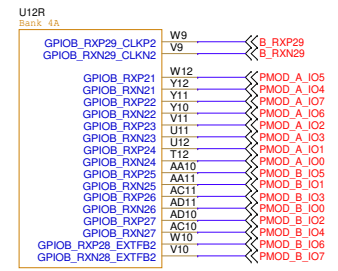 U12R
Bank 4A
GPIOB_RXP29_CLKP2 W9 B_RXP29
GPIOB_RXN29_CLKN2 V9 B_RXN29
GPIOB_RXP21 W12 PMOD_A_IO5
GPIOB_RXN21 Y12 PMOD_A_IO4
GPIOB_RXP22 Y11 PMOD_A_IO7
GPIOB_RXN22 Y10 PMOD_A_IO6
GPIOB_RXP23 V11 PMOD_A_IO2
GPIOB_RXN23 U11 PMOD_A_IO3
GPIOB_RXP24 U12 PMOD_A_IO1
GPIOB_RXN24 T12 PMOD_A_IO0
GPIOB_RXP25 AA10 PMOD_B_IO5
GPIOB_RXN25 AA11 PMOD_B_IO1
GPIOB_RXP26 AC11 PMOD_B_IO3
GPIOB_RXN26 AD11 PMOD_B_IO0
GPIOB_RXP27 AD10 PMOD_B_IO2
GPIOB_RXN27 AC10 PMOD_B_IO4
GPIOB_RXP28_EXTFB2 W10 PMOD_B_IO6
GPIOB_RXN28_EXTFB2 V10 PMOD_B_IO7